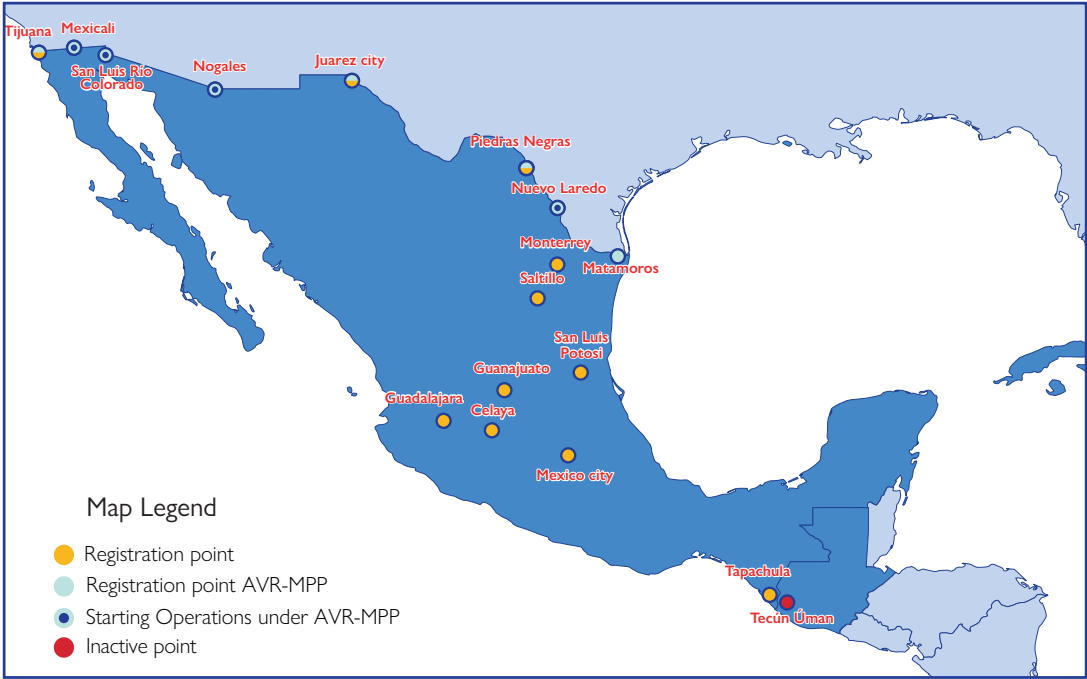 Tijuana
Mexicali
San Luis Río
Colorado
Nogales
Juarez city
Piedras Negras
Nuevo Laredo
Monterrey
Matamoros
Saltillo
San Luis
Potosi
Guanajuato
Guadalajara
Celaya
Mexico city
Map Legend
Registration point
Registration point AVR-MPP
Starting Operations under AVR-MPP
Inactive point
Tapachula
Tecún Úman